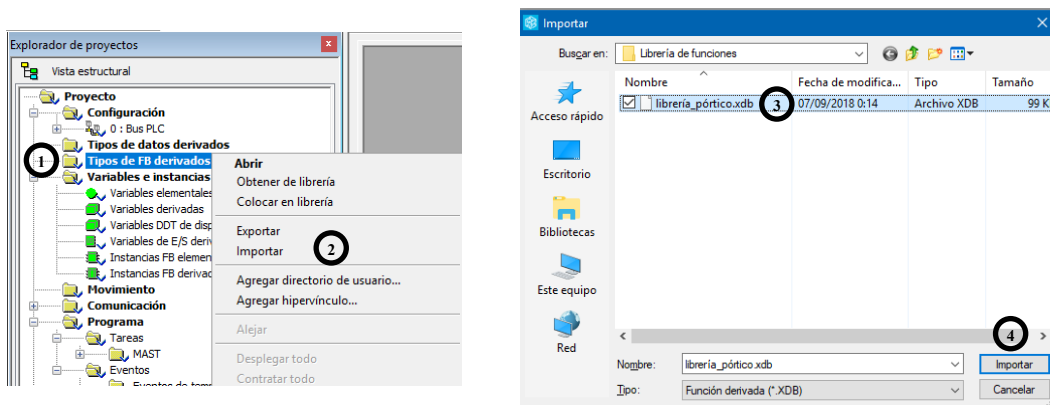 Explorador de proyectos
Vista estructural
Proyecto
Configuración
0 : Bus PLC
Tipos de datos derivados
1
Tipos de FB derivados
Variables e instancias
Variables elementales
Variables derivadas
Variables DDT de disp
Variables de E/S deriv
Instancias FB elemen
Instancias FB derivad
Movimiento
Comunicación
Programa
Tareas
MAST
Eventos
Abrir
Obtener de librería
Colocar en librería
Exportar
Importar
2
Agregar directorio de usuario...
Agregar hipervínculo...
Alejar
Desplegar todo
Contratar todo
Importar
Buscar en:
Librería de funciones
Nombre Fecha de modifica... Tipo Tamaño
librería_pórtico.xdb 3 07/09/2018 0:14 Archivo XDB 99 K
Acceso rápido
Escritorio
Bibliotecas
Este equipo
Red
4
Nombre: librería_pórtico.xdb Importar
Tipo: Función derivada (*.XDB) Cancelar